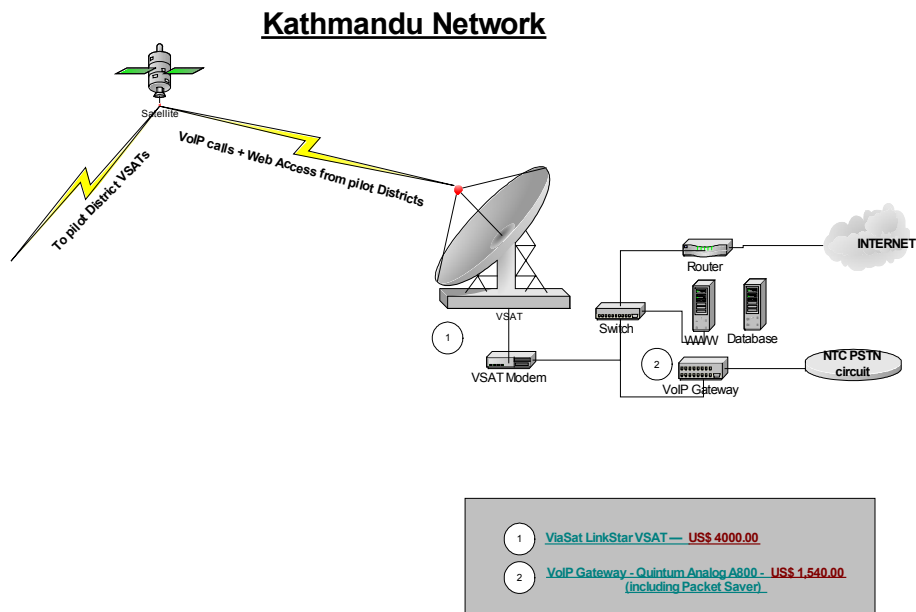 Kathmandu Network
Satellite
VoIP calls + Web Access from pilot Districts
To pilot District VSATs
INTERNET
Router
VSAT
Switch
WWW
Database
1
2
VSAT Modem
VoIP Gateway
NTC PSTN
circuit
1 ViaSat LinkStar VSAT — US$ 4000.00
2 VoIP Gateway - Quintum Analog A800 - US$ 1,540.00
(including Packet Saver)